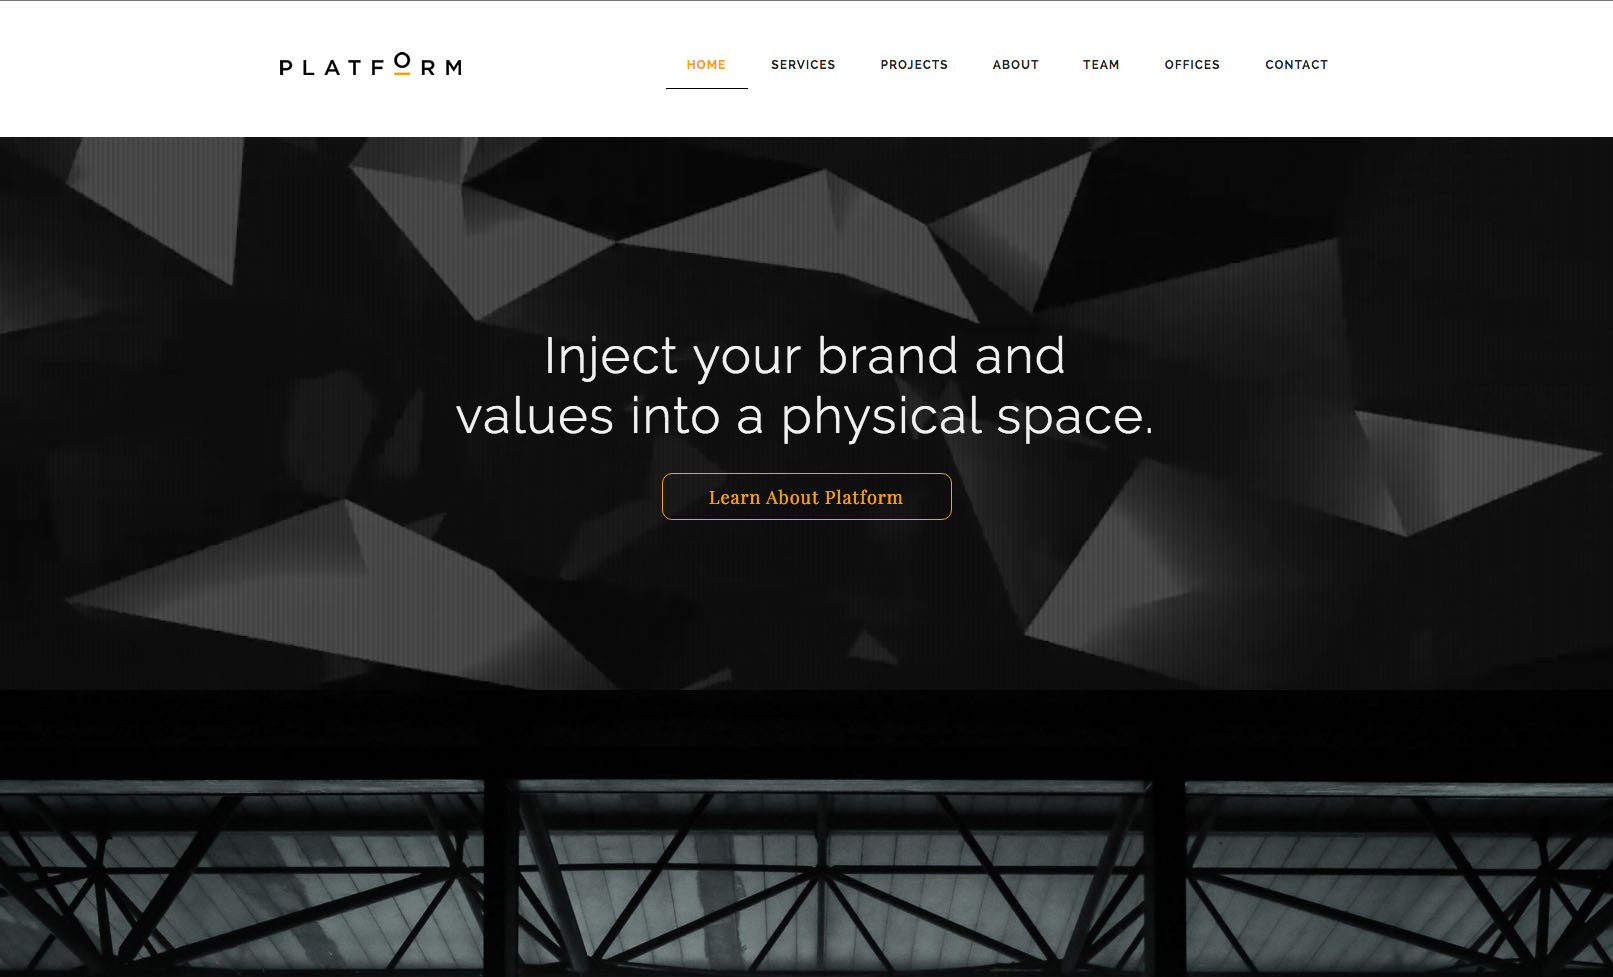 PLATFORM
HOME SERVICES PROJECTS ABOUT TEAM OFFICES CONTACT
Inject your brand and
values into a physical space.
Learn About Platform